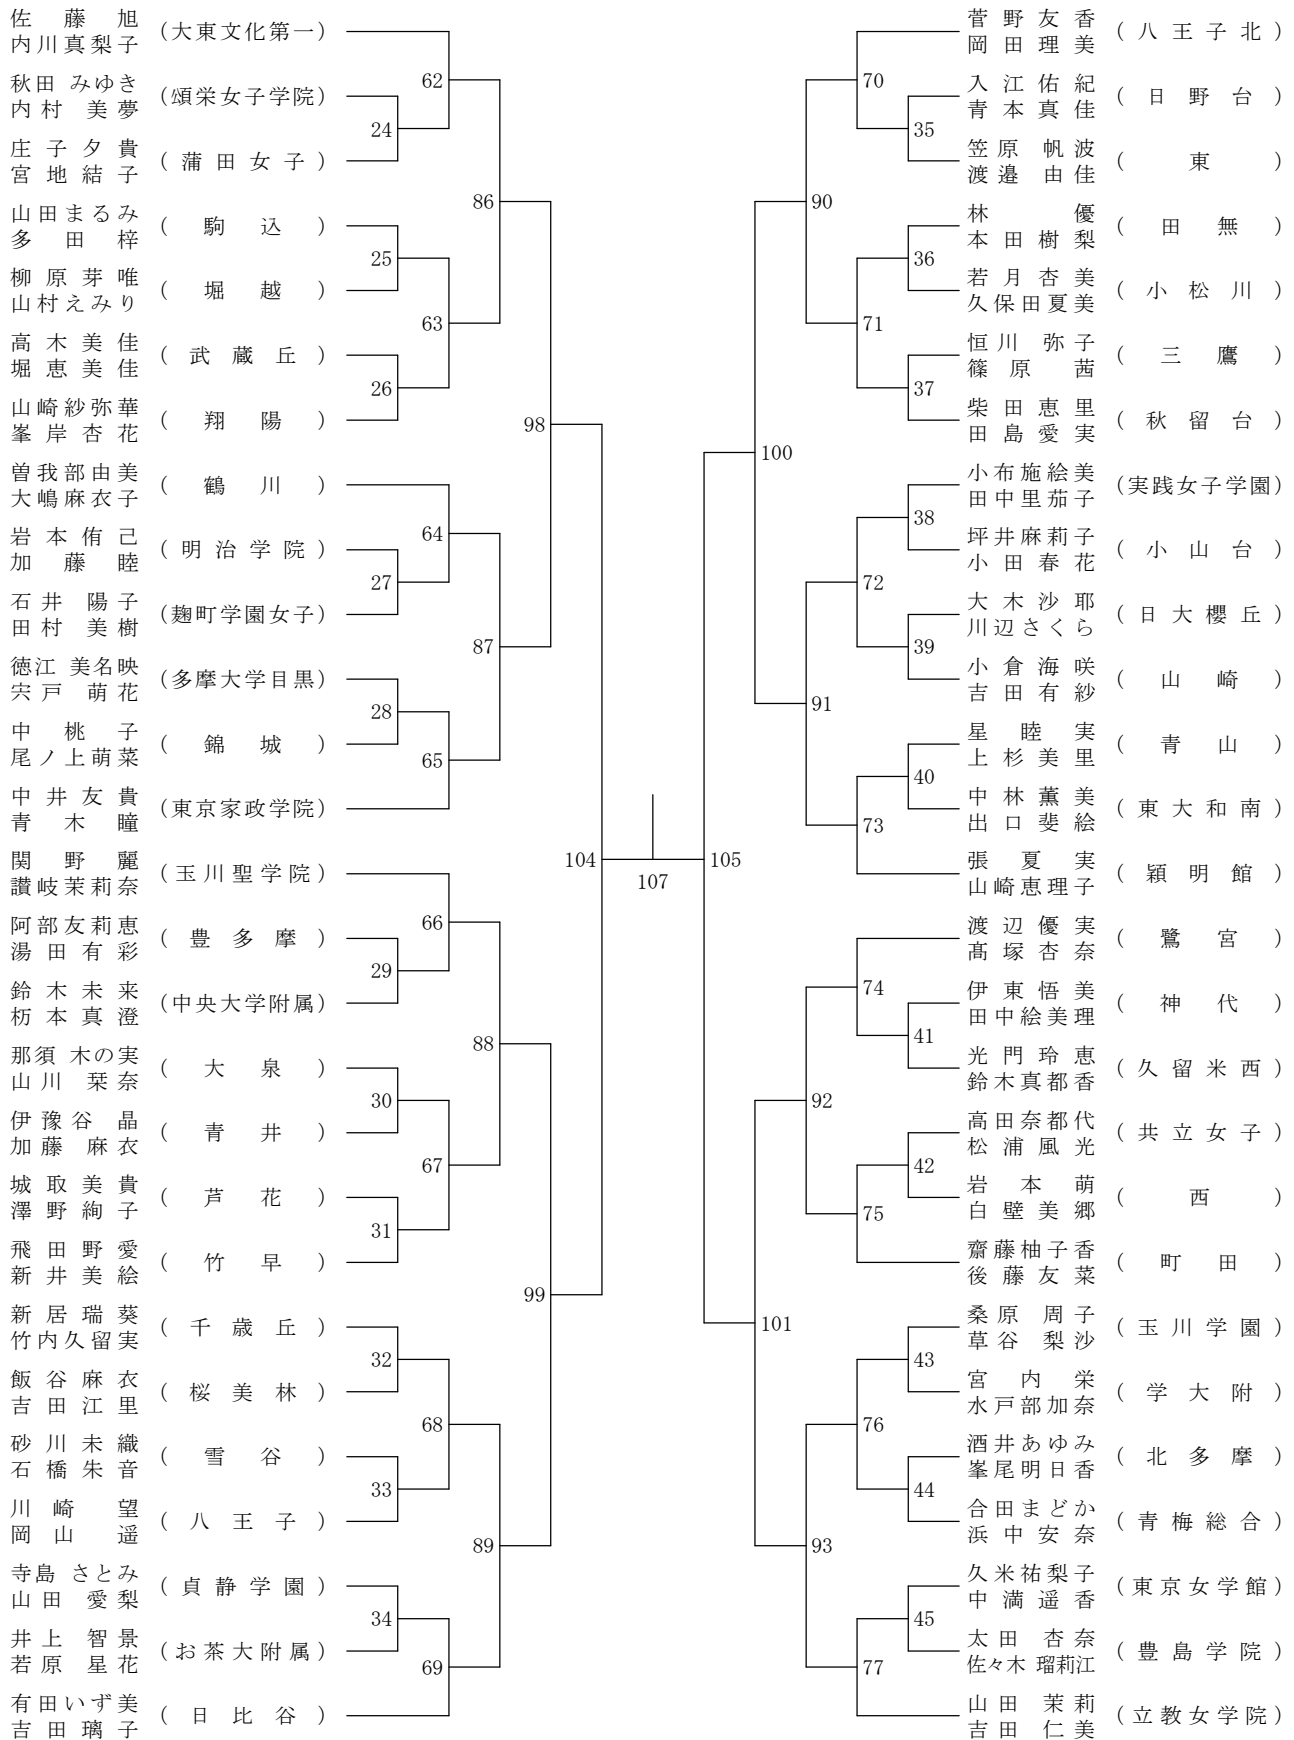 佐藤旭
内川真梨子
(大東文化第一)
秋田 みゆき
内村 美夢
(頌栄女子学院)
庄子夕貴
宮地結子
(蒲田女子)
山田まるみ
多田梓
(駒込)
柳原芽唯
山村えみり
(堀越)
高木美佳
堀恵美佳
(武蔵丘)
山崎紗弥華
峯岸杏花
(翔陽)
曽我部由美
大嶋麻衣子
(鶴川)
岩本侑己
加藤睦
(明治学院)
石井 陽子
田村 美樹
(麹町学園女子)
徳江 美名映
宍戸 萌花
(多摩大学目黒)
中桃子
尾ノ上萌菜
(錦城)
中井友貴
青木瞳
(東京家政学院)
関野麗
讃岐茉莉奈
(玉川聖学院)
阿部友莉恵
湯田有彩
(豊多摩)
鈴木未来
栃本真澄
(中央大学附属)
那須 木の実
山川 栞奈
(大泉)
伊豫谷 晶
加藤 麻衣
(青井)
城取美貴
澤野絢子
(芦花)
飛田野愛
新井美絵
(竹早)
新居瑞葵
竹内久留実
(千歳丘)
飯谷麻衣
吉田江里
(桜美林)
砂川未織
石橋朱音
(雪谷)
川崎 望
岡山 遥
(八王子)
寺島 さとみ
山田 愛梨
(貞静学園)
井上 智景
若原 星花
(お茶大附属)
有田いず美
吉田璃子
(日比谷)
62
24
86
25
63
26
98
64
27
87
28
65
104
66
29
88
30
67
31
99
32
68
33
89
34
69
107
菅野友香
岡田理美
(八王子北)
入江佑紀
青本真佳
(日野台)
笠原 帆波
渡邉 由佳
(東)
林優
本田樹梨
(田無)
若月杏美
久保田夏美
(小松川)
恒川 弥子
篠原 茜
(三鷹)
柴田恵里
田島愛実
(秋留台)
小布施絵美
田中里茄子
(実践女子学園)
坪井麻莉子
小田春花
(小山台)
大木沙耶
川辺さくら
(日大櫻丘)
小倉海咲
吉田有紗
(山崎)
星睦実
上杉美里
(青山)
中林薫美
出口斐絵
(東大和南)
張夏実
山崎恵理子
(穎明館)
渡辺優実
髙塚杏奈
(鷺宮)
伊東悟美
田中絵美理
(神代)
光門玲恵
鈴木真都香
(久留米西)
高田奈都代
松浦風光
(共立女子)
岩本萌
白壁美郷
(西)
齋藤柚子香
後藤友菜
(町田)
桑原 周子
草谷 梨沙
(玉川学園)
宮内栄
水戸部加奈
(学大附)
酒井あゆみ
峯尾明日香
(北多摩)
合田まどか
浜中安奈
(青梅総合)
久米祐梨子
中満遥香
(東京女学館)
太田 杏奈
佐々木 瑠莉江
(豊島学院)
山田 茉莉
吉田 仁美
(立教女学院)
70
35
90
36
71
37
100
38
72
39
91
40
73
105
74
41
92
42
75
101
43
76
44
93
45
77